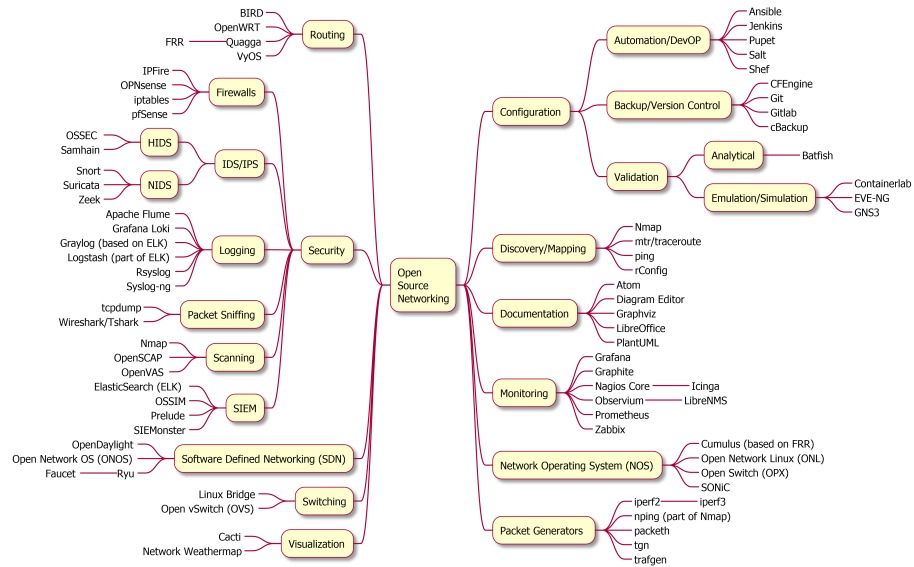 Open
Source
Networking
Routing
BIRD
OpenWRT
Quagga
FRR
VyOS
Security
Firewalls
IPFire
OPNsense
iptables
pfSense
IDS/IPS
HIDS
OSSEC
Samhain
NIDS
Snort
Suricata
Zeek
Logging
Apache Flume
Grafana Loki
Graylog (based on ELK)
Logstash (part of ELK)
Rsyslog
Syslog-ng
Packet Sniffing
tcpdump
Wireshark/Tshark
Scanning
Nmap
OpenSCAP
OpenVAS
SIEM
ElasticSearch (ELK)
OSSIM
Prelude
SIEMonster
Software Defined Networking (SDN)
OpenDaylight
Open Network OS (ONOS)
Ryu
Faucet
Switching
Linux Bridge
Open vSwitch (OVS)
Visualization
Cacti
Network Weathermap
Configuration
Automation/DevOP
Ansible
Jenkins
Pupet
Salt
Shef
Backup/Version Control
CFEngine
Git
Gitlab
cBackup
Validation
Analytical
Batfish
Emulation/Simulation
Containerlab
EVE-NG
GNS3
Discovery/Mapping
Nmap
mtr/traceroute
ping
rConfig
Documentation
Atom
Diagram Editor
Graphviz
LibreOffice
PlantUML
Monitoring
Grafana
Graphite
Nagios Core
Icinga
Observium
LibreNMS
Prometheus
Zabbix
Network Operating System (NOS)
Cumulus (based on FRR)
Open Network Linux (ONL)
Open Switch (OPX)
SONiC
Packet Generators
iperf2
iperf3
nping (part of Nmap)
packeth
tgn
trafgen